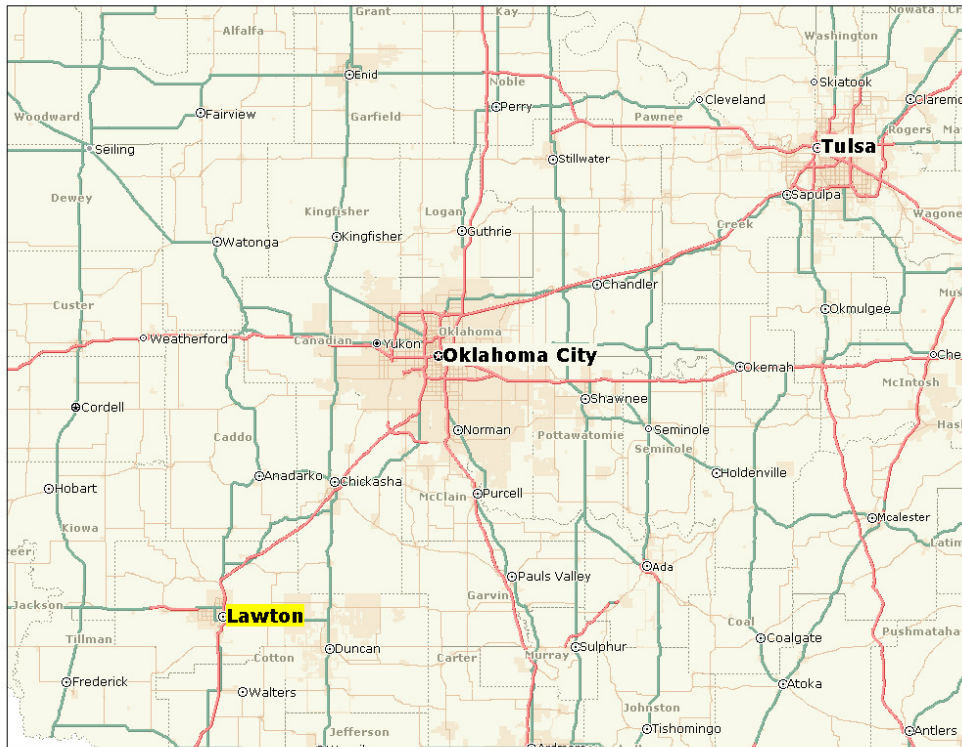 Grant
Kay
Nowata
Alfalfa
Washington
Enid
Noble
Skiatook
Perry
Cleveland
Claremo
Woodward
Fairview
Garfield
Pawnee
Rogers
Seiling
Stillwater
Tulsa
Dewey
Sapulpa
Kingfisher
Logan
Creek
Wagone
Watonga
Kingfisher
Guthrie
Chandler
Custer
Okmulgee
Weatherford
Canadian
Yukon
Oklahoma
Oklahoma City
Okemah
Che
McIntosh
Cordell
Shawnee
Norman
Pottawatomie
Seminole
Caddo
Seminole
Hobart
Anadarko
Chickasha
McClain
Purcell
Holdenville
Kiowa
Mcalester
Latim
Ada
Pauls Valley
Garvin
Jackson
Lawton
Tillman
Coal
Coalgate
Pushmataha
Cotton
Duncan
Carter
Murray
Sulphur
Frederick
Walters
Atoka
Johnston
Jefferson
Tishomingo
Antlers